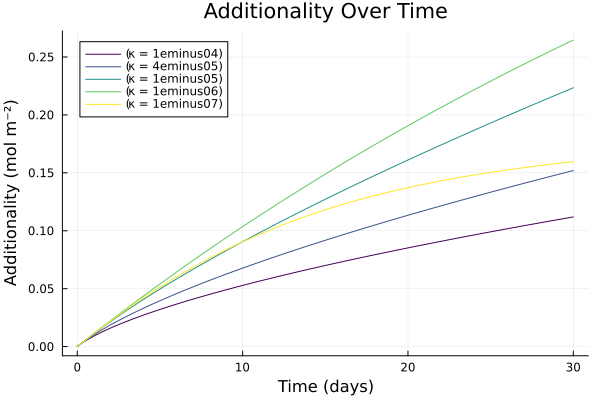 Additionality Over Time
Additionality (mol m⁻²)
0.25
0.20
0.15
0.10
0.05
0.00
(κ = 1eminus04)
(κ = 4eminus05)
(κ = 1eminus05)
(κ = 1eminus06)
(κ = 1eminus07)
0 10 20 30
Time (days)